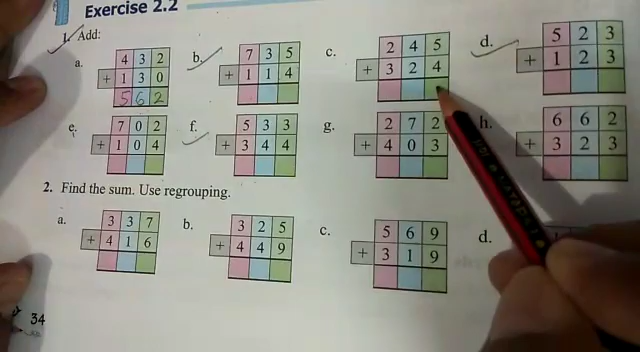 Exercise 2.2
1. Add:
a. b. c. d.
4 3 2 7 3 5 2 4 5 5 2 3
+ 1 3 0 + 1 1 4 + 3 2 4 + 1 2 3
5 6 2
e. f. g. h.
7 0 2 5 3 3 2 7 2 6 6 2
+ 1 0 4 + 3 4 4 + 4 0 3 + 3 2 3
2. Find the sum. Use regrouping.
a. b. c. d.
3 3 7 3 2 5 5 6 9
+ 4 1 6 + 4 4 9 + 3 1 9
34